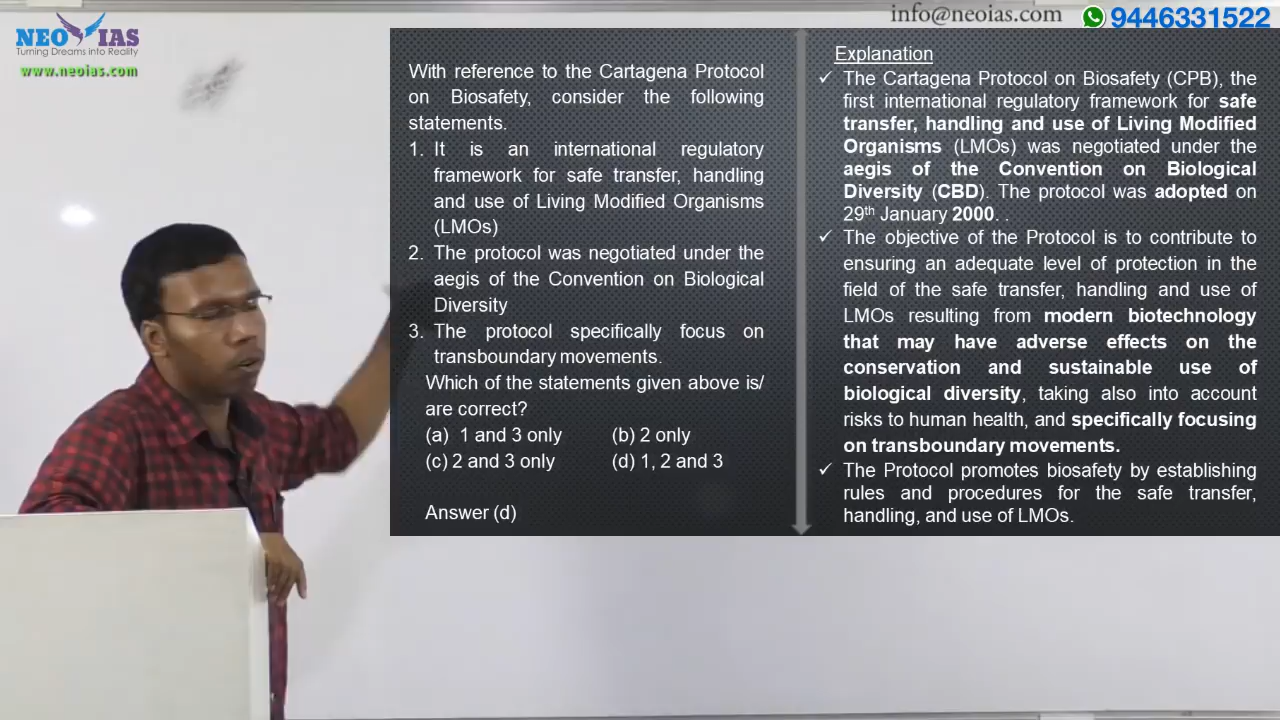 NEO IAS
Turning Dreams into Reality
www.neoias.com
info@neoias.com
9446331522
With reference to the Cartagena Protocol
on Biosafety, consider the following
statements.
1. It is an international regulatory
framework for safe transfer, handling
and use of Living Modified Organisms
(LMOs)
2. The protocol was negotiated under the
aegis of the Convention on Biological
Diversity
3. The protocol specifically focus on
transboundary movements.
Which of the statements given above is/
are correct?
(a) 1 and 3 only (b) 2 only
(c) 2 and 3 only (d) 1, 2 and 3
Answer (d)
Explanation
✓ The Cartagena Protocol on Biosafety (CPB), the
first international regulatory framework for safe
transfer, handling and use of Living Modified
Organisms (LMOs) was negotiated under the
aegis of the Convention on Biological
Diversity (CBD). The protocol was adopted on
29th January 2000. .
✓ The objective of the Protocol is to contribute to
ensuring an adequate level of protection in the
field of the safe transfer, handling and use of
LMOs resulting from modern biotechnology
that may have adverse effects on the
conservation and sustainable use of
biological diversity, taking also into account
risks to human health, and specifically focusing
on transboundary movements.
✓ The Protocol promotes biosafety by establishing
rules and procedures for the safe transfer,
handling, and use of LMOs.